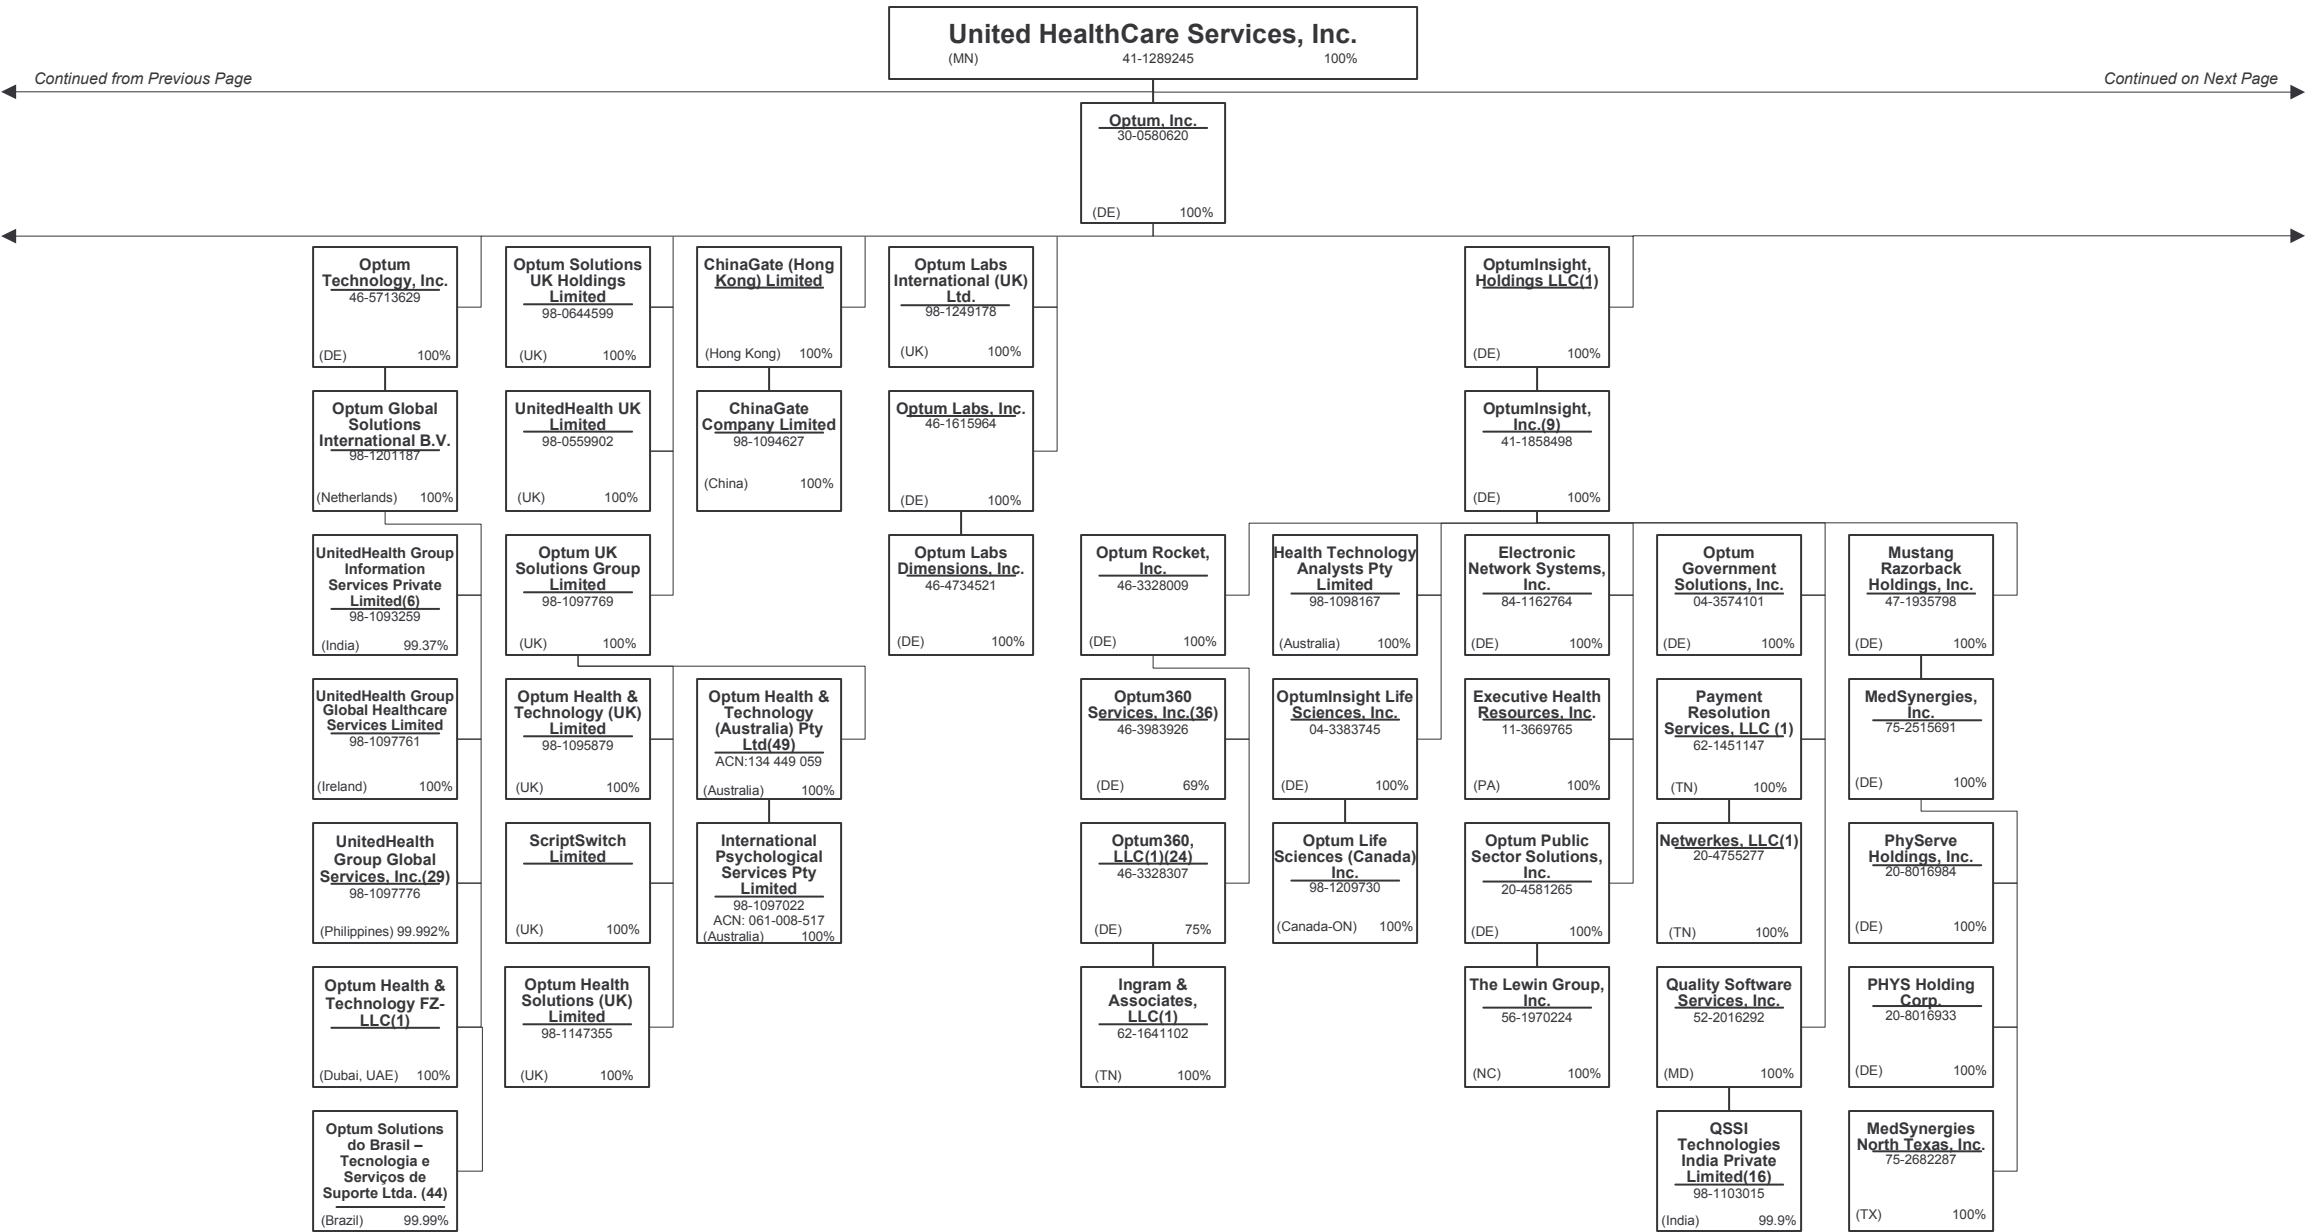 United HealthCare Services, Inc.
(MN) 41-1289245 100%
Continued from Previous Page
Continued on Next Page
Optum, Inc.
30-0580620
(DE) 100%
Optum
Technology, Inc.
46-5713629
(DE) 100%
Optum Solutions
UK Holdings
Limited
98-0644599
(UK) 100%
ChinaGate (Hong
Kong) Limited
(Hong Kong) 100%
Optum Labs
International (UK)
Ltd.
98-1249178
(UK) 100%
OptumInsight,
Holdings LLC(1)
(DE) 100%
Optum Global
Solutions
International B.V.
98-1201187
(Netherlands) 100%
UnitedHealth UK
Limited
98-0559902
(UK) 100%
ChinaGate
Company Limited
98-1094627
(China) 100%
Optum Labs, Inc.
46-1615964
(DE) 100%
OptumInsight,
Inc.(9)
41-1858498
(DE) 100%
UnitedHealth Group
Information
Services Private
Limited(6)
98-1093259
(India) 99.37%
Optum UK
Solutions Group
Limited
98-1097769
(UK) 100%
Optum Labs
Dimensions, Inc.
46-4734521
(DE) 100%
Optum Rocket,
Inc.
46-3328009
(DE) 100%
Health Technology
Analysts Pty
Limited
98-1098167
(Australia) 100%
Electronic
Network Systems,
Inc.
84-1162764
(DE) 100%
Optum
Government
Solutions, Inc.
04-3574101
(DE) 100%
Mustang
Razorback
Holdings, Inc.
47-1935798
(DE) 100%
UnitedHealth Group
Global Healthcare
Services Limited
98-1097761
(Ireland) 100%
Optum Health &
Technology (UK)
Limited
98-1095879
(UK) 100%
Optum Health &
Technology
(Australia) Pty
Ltd(49)
ACN:134 449 059
(Australia) 100%
Optum360
Services, Inc.(36)
46-3983926
(DE) 69%
OptumInsight Life
Sciences, Inc.
04-3383745
(DE) 100%
Executive Health
Resources, Inc.
11-3669765
(PA) 100%
Payment
Resolution
Services, LLC (1)
62-1451147
(TN) 100%
MedSynergies,
Inc.
75-2515691
(DE) 100%
UnitedHealth
Group Global
Services, Inc.(29)
98-1097776
(Philippines) 99.992%
ScriptSwitch
Limited
(UK) 100%
International
Psychological
Services Pty
Limited
98-1097022
ACN: 061-008-517
(Australia) 100%
Optum360,
LLC(1)(24)
46-3328307
(DE) 75%
Optum Life
Sciences (Canada)
Inc.
98-1209730
(Canada-ON) 100%
Optum Public
Sector Solutions,
Inc.
20-4581265
(DE) 100%
Netwerkes, LLC(1)
20-4755277
(TN) 100%
PhyServe
Holdings, Inc.
20-8016984
(DE) 100%
Optum Health &
Technology FZ-
LLC(1)
(Dubai, UAE) 100%
Optum Health
Solutions (UK)
Limited
98-1147355
(UK) 100%
Ingram &
Associates,
LLC(1)
62-1641102
(TN) 100%
The Lewin Group,
Inc.
56-1970224
(NC) 100%
Quality Software
Services, Inc.
52-2016292
(MD) 100%
PHYS Holding
Corp.
20-8016933
(DE) 100%
Optum Solutions
do Brasil –
Tecnologia e
Serviços de
Suporte Ltda. (44)
(Brazil) 99.99%
QSSI
Technologies
India Private
Limited(16)
98-1103015
(India) 99.9%
MedSynergies
North Texas, Inc.
75-2682287
(TX) 100%